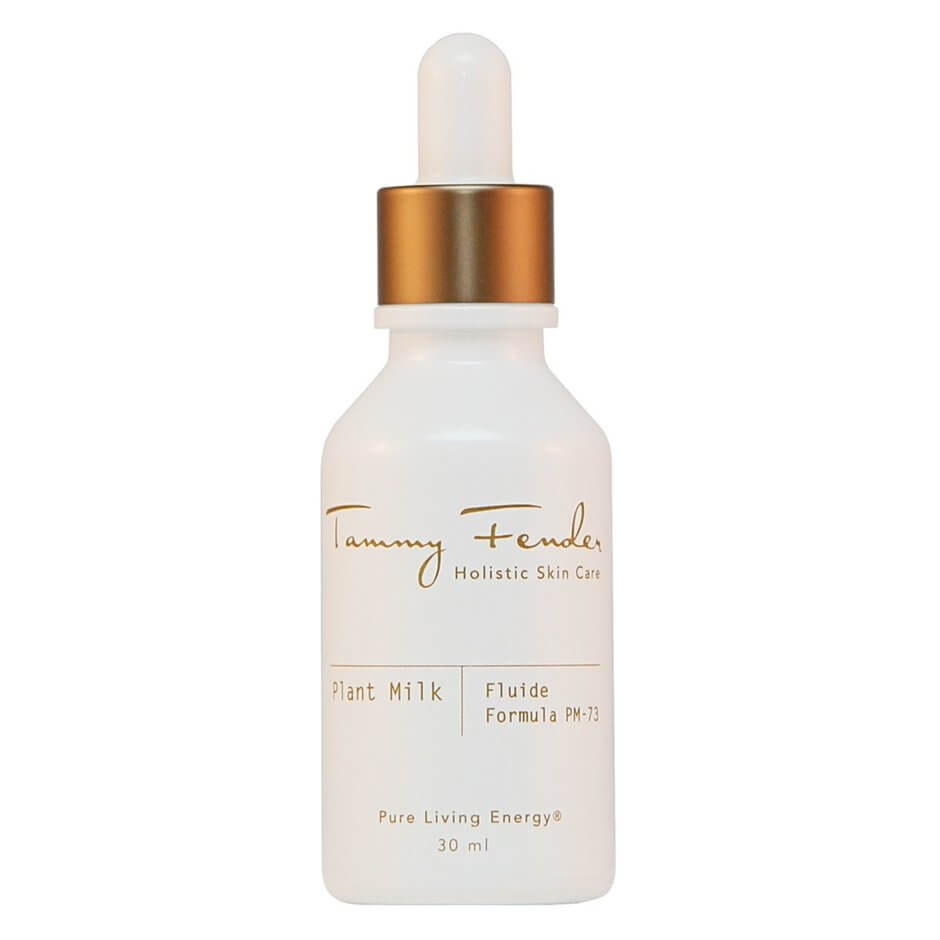 Tammy Fender
Holistic Skin Care
Plant Milk
Fluide
Formula PM-73
Pure Living Energy®
30 ml